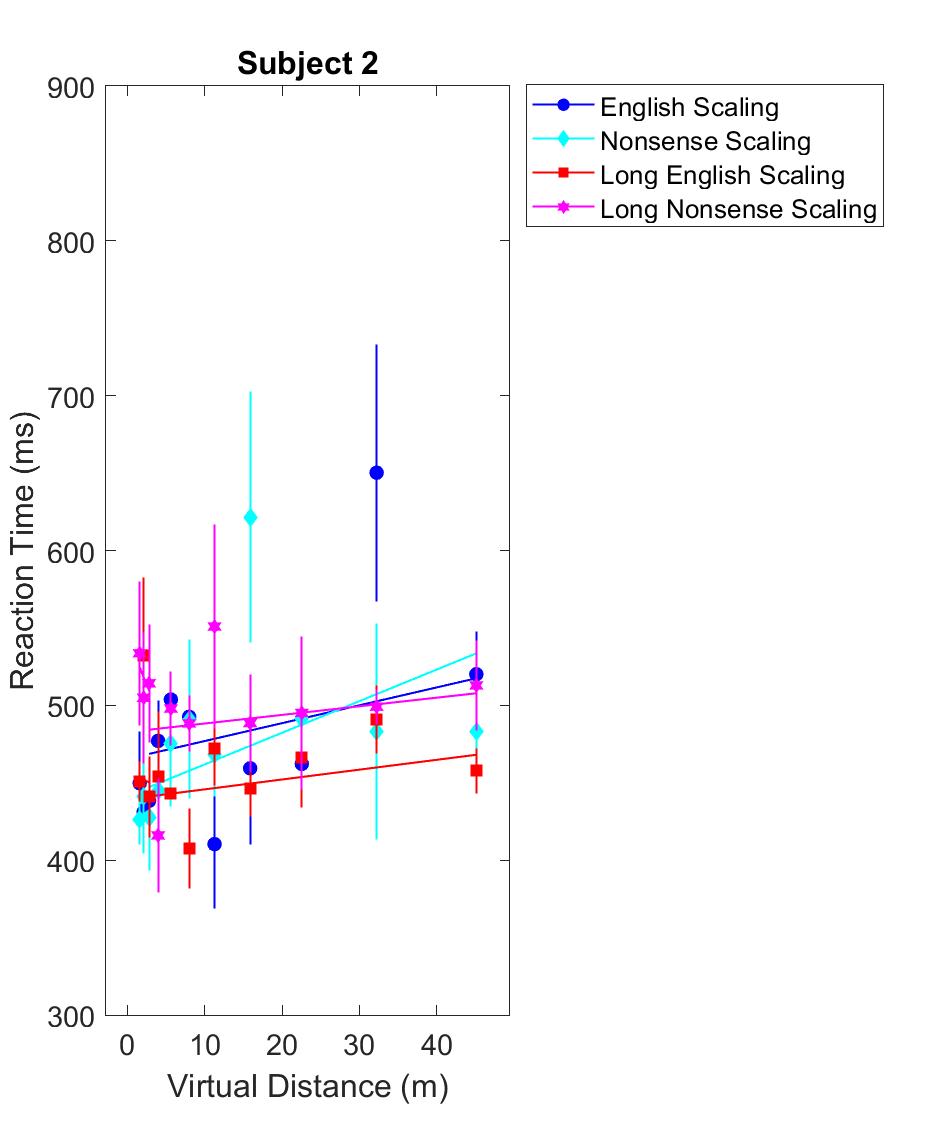 Subject 2
900
800
700
600
500
400
300
Reaction Time (ms)
0 10 20 30 40
Virtual Distance (m)
English Scaling
Nonsense Scaling
Long English Scaling
Long Nonsense Scaling